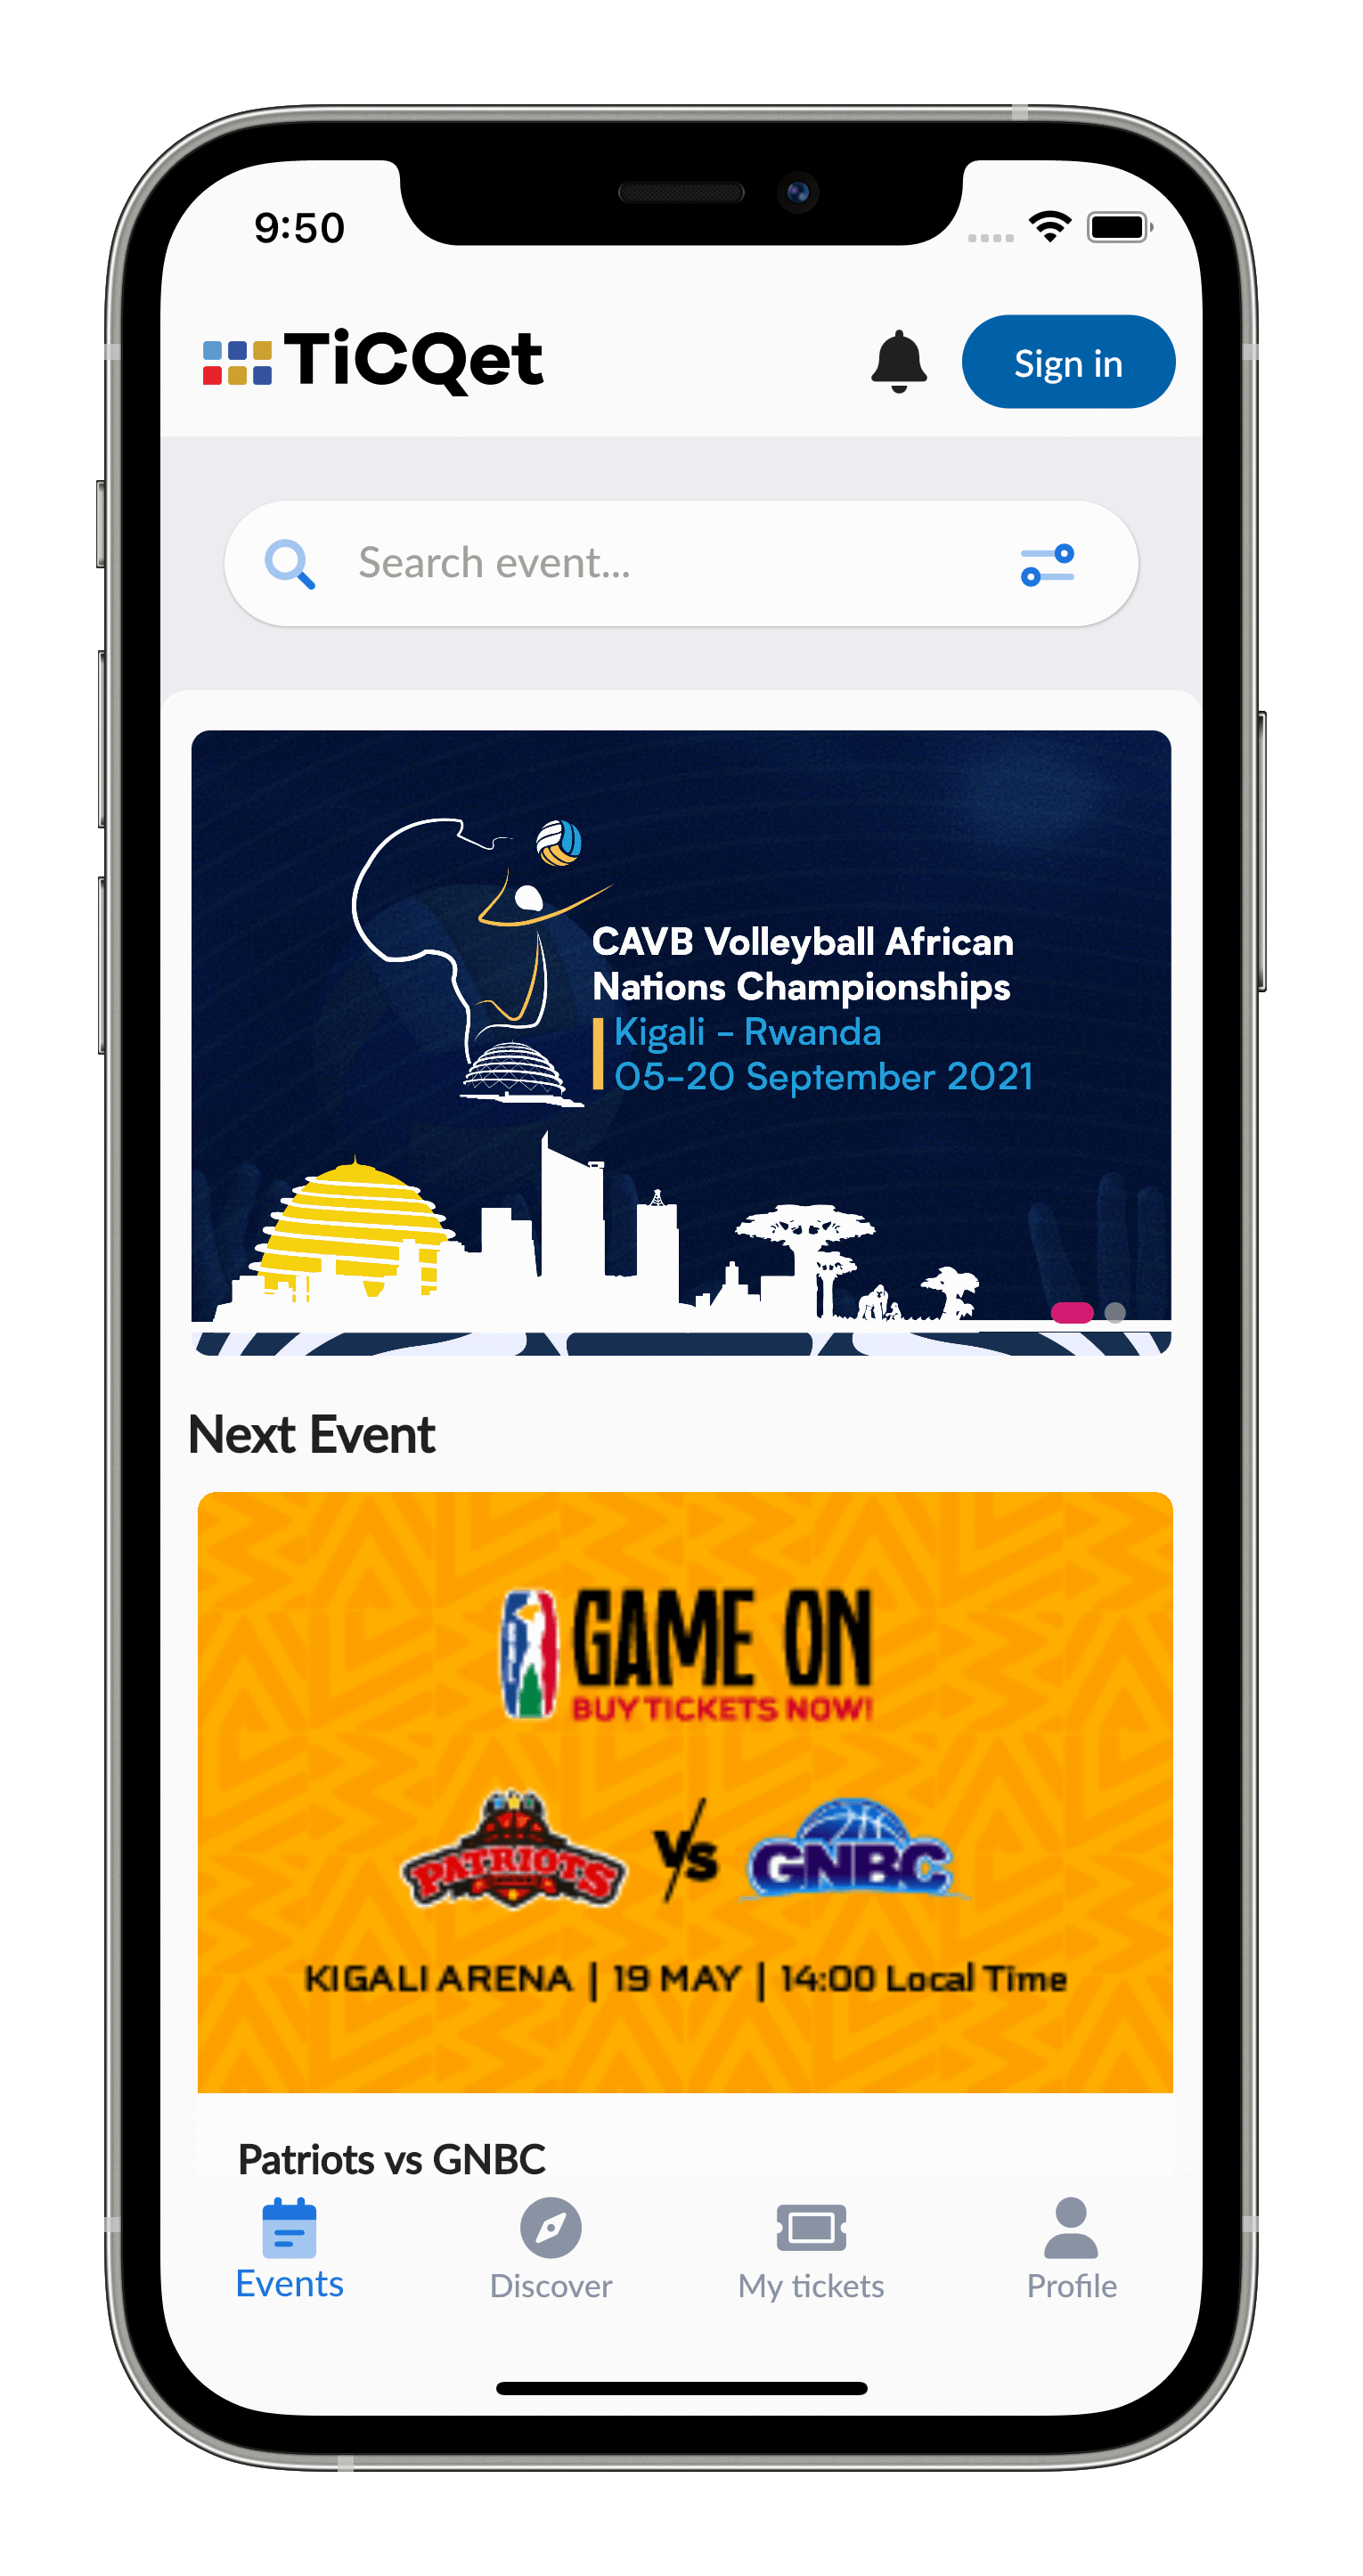 9:50
TiCQet
Sign in
Search event...
CAVB Volleyball African
Nations Championships
Kigali - Rwanda
05-20 September 2021
Next Event
GAME ON
BUY TICKETS NOW!
PATRIOTS
Vs
GNBC
KIGALI ARENA | 19 MAY | 14:00 Local Time
Patriots vs GNBC
Events
Discover
My tickets
Profile